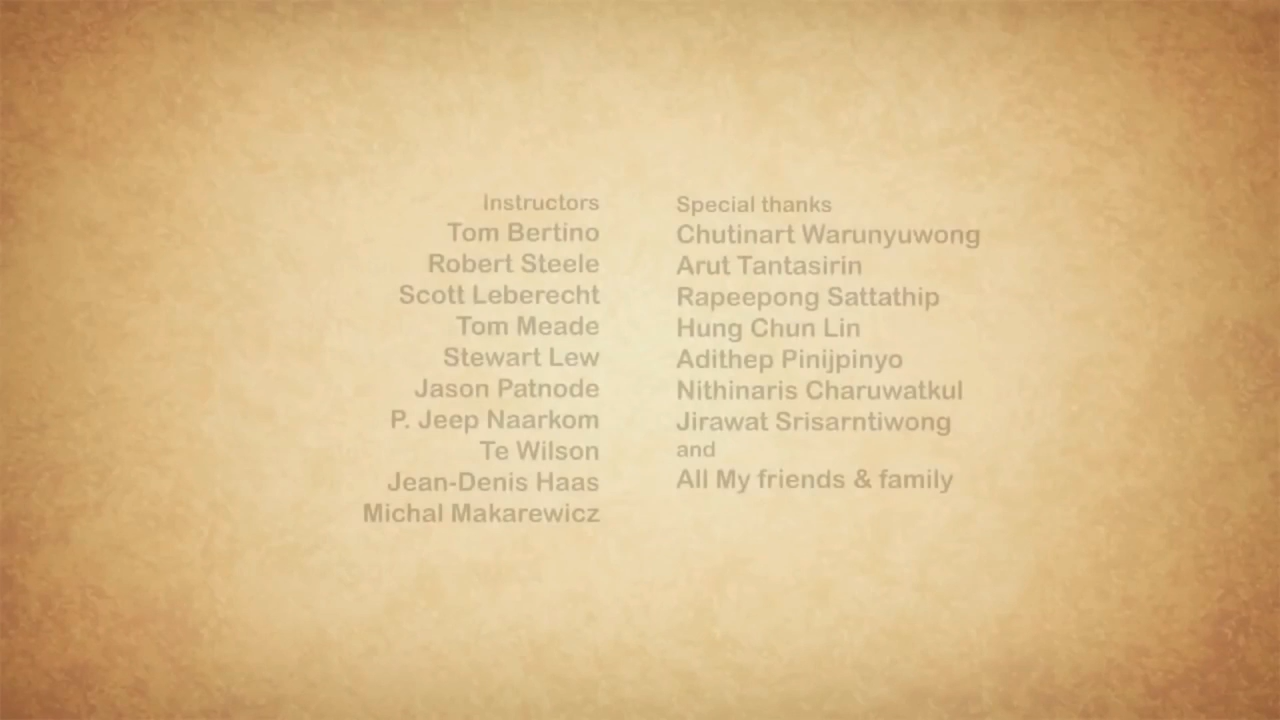 Instructors
Tom Bertino
Robert Steele
Scott Leberecht
Tom Meade
Stewart Lew
Jason Patnode
P. Jeep Naarkom
Te Wilson
Jean-Denis Haas
Michal Makarewicz
Special thanks
Chutinart Warunyuwong
Arut Tantasirin
Rapeepong Sattathip
Hung Chun Lin
Adithep Pinijpinyo
Nithinaris Charuwatkul
Jirawat Srisarntiwong
and
All My friends & family